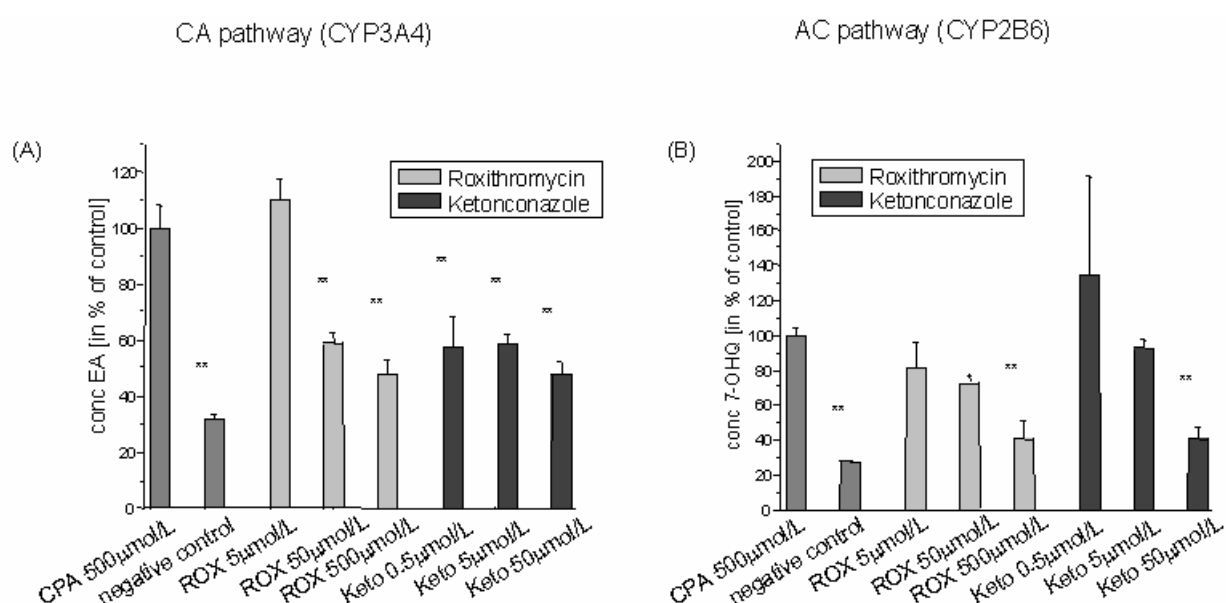 CA pathway (CYP3A4)
AC pathway (CYP2B6)
(A)
conc EA [in % of control]
120
100
80
60
40
20
0
Roxithromycin
Ketonconazole
**
**
**
**
**
**
CPA 500µmol/L
negative control
ROX 5µmol/L
ROX 50µmol/L
ROX 500µmol/L
Keto 0-5µmol/L
Keto 5µmol/L
Keto 50µmol/L
(B)
conc 7-OHQ [in % of control]
200
180
160
140
120
100
80
60
40
20
0
Roxithromycin
Ketonconazole
**
*
**
**
CPA 500µmol/L
negative control
ROX 5µmol/L
ROX 50µmol/L
ROX 500µmol/L
Keto 0-5µmol/L
Keto 5µmol/L
Keto 50µmol/L